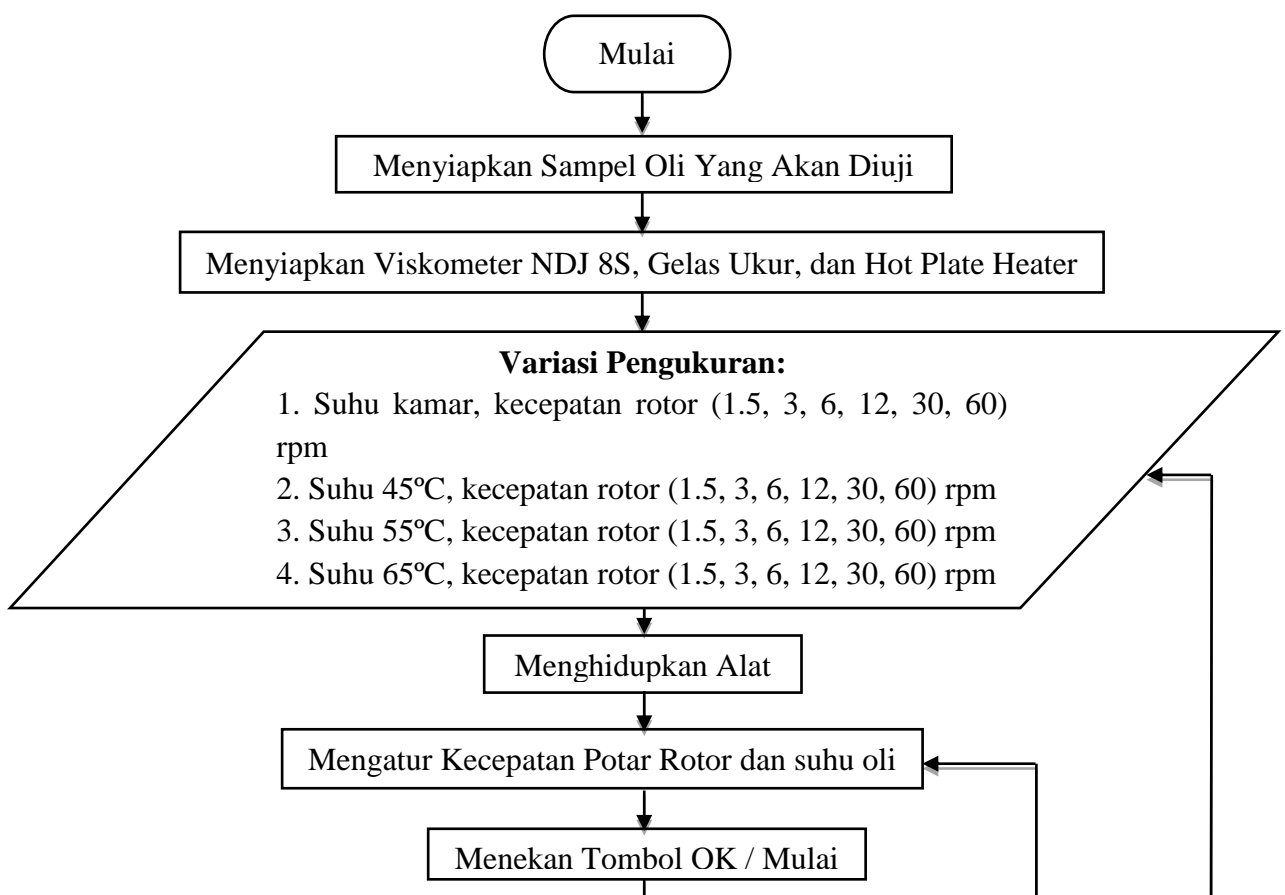 Mulai
Menyiapkan Sampel Oli Yang Akan Diuji
Menyiapkan Viskometer NDJ 8S, Gelas Ukur, dan Hot Plate Heater
Variasi Pengukuran:
1. Suhu kamar, kecepatan rotor (1.5, 3, 6, 12, 30, 60)
rpm
2. Suhu 45ºC, kecepatan rotor (1.5, 3, 6, 12, 30, 60) rpm
3. Suhu 55ºC, kecepatan rotor (1.5, 3, 6, 12, 30, 60) rpm
4. Suhu 65ºC, kecepatan rotor (1.5, 3, 6, 12, 30, 60) rpm
Menghidupkan Alat
Mengatur Kecepatan Potar Rotor dan suhu oli
Menekan Tombol OK / Mulai